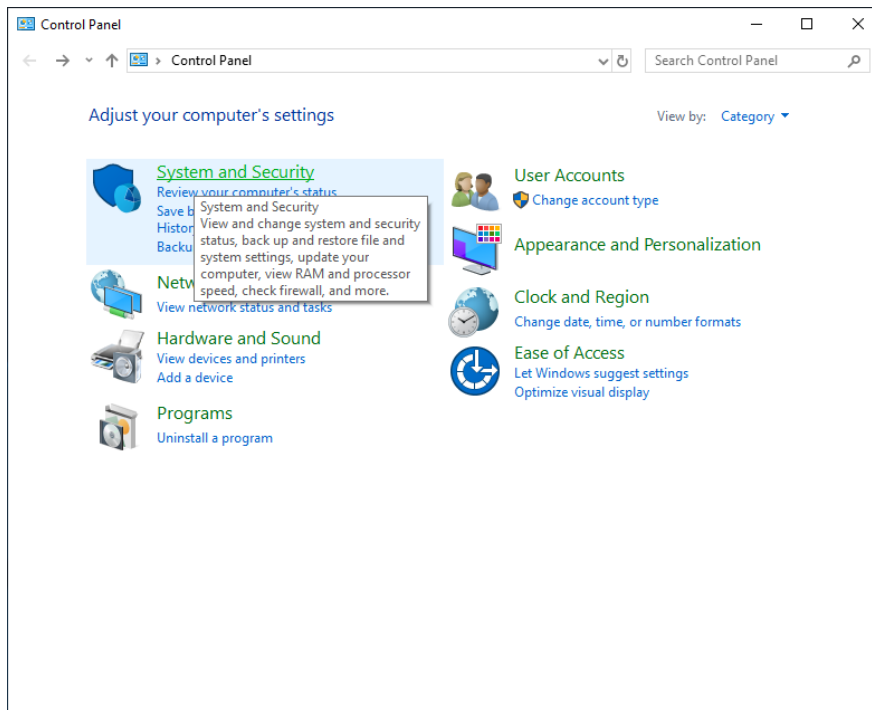 Control Panel
Control Panel
Search Control Panel
Adjust your computer's settings
View by: Category
System and Security
Review your computer's status
Save b
Histor
Backu
System and Security
View and change system and security
status, back up and restore file and
system settings, update your
computer, view RAM and processor
speed, check firewall, and more.
Netw
View network status and tasks
Hardware and Sound
View devices and printers
Add a device
Programs
Uninstall a program
User Accounts
Change account type
Appearance and Personalization
Clock and Region
Change date, time, or number formats
Ease of Access
Let Windows suggest settings
Optimize visual display